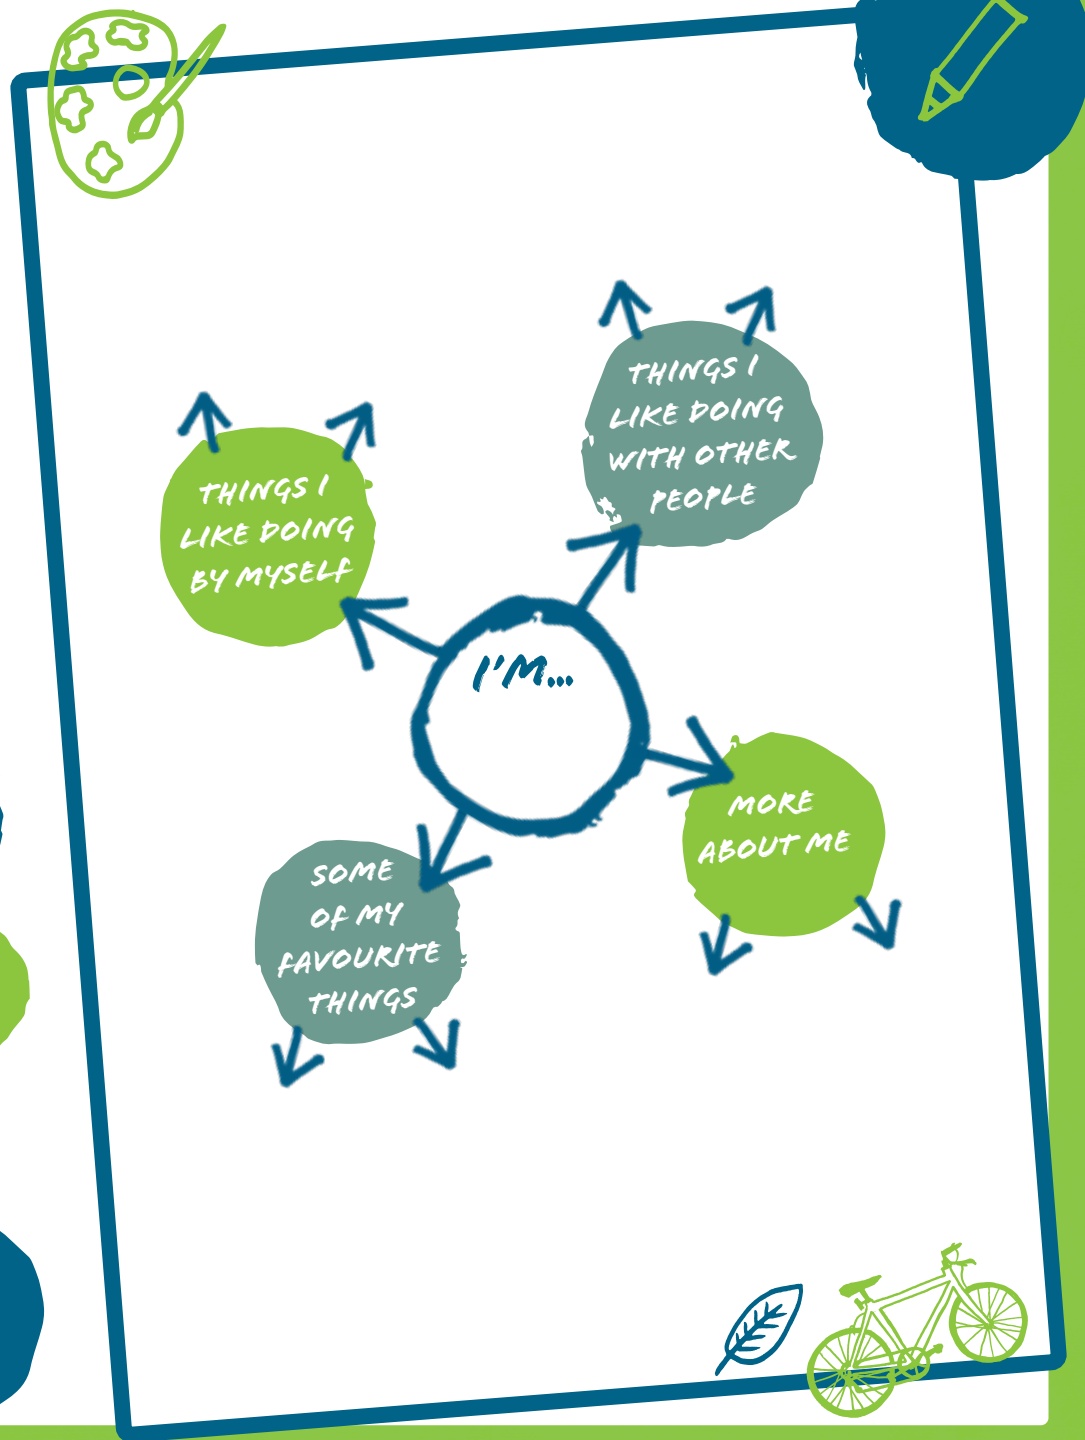 THINGS I
LIKE DOING
WITH OTHER
PEOPLE
THINGS I
LIKE DOING
BY MYSELF
I'M...
MORE
ABOUT ME
SOME
OF MY
FAVOURITE
THINGS